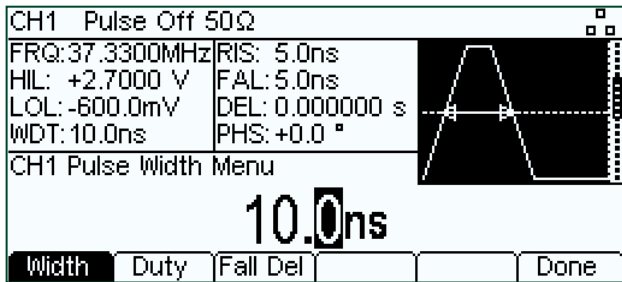 CH1 Pulse Off 50Ω
FRQ:37.3300MHz RIS: 5.0ns
HIL: +2.7000 V FAL: 5.0ns
LOL: -600.0mV DEL: 0.000000 s
WDT: 10.0ns PHS: +0.0 °
CH1 Pulse Width Menu
10.0ns
Width Duty Fall Del Done